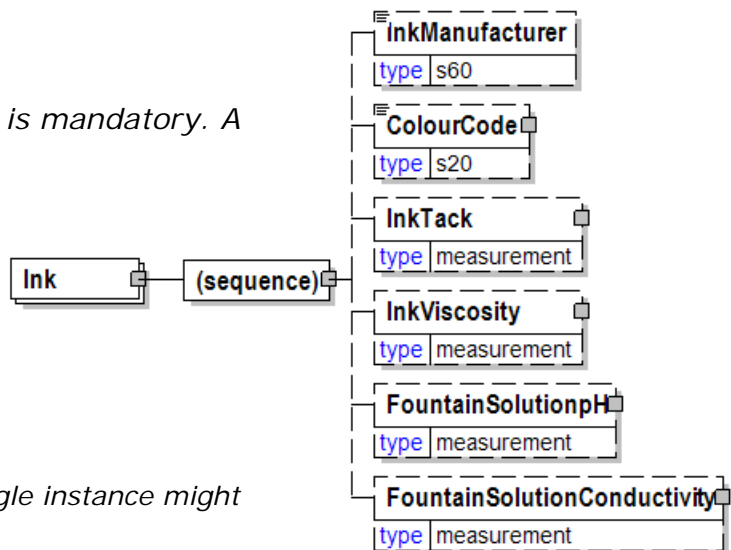 InkManufacturer
type s60
is mandatory. A
ColourCode
type s20
InkTack
type measurement
Ink
(sequence)
InkViscosity
type measurement
FountainSolutionpH
type measurement
gle instance might
FountainSolutionConductivity
type measurement